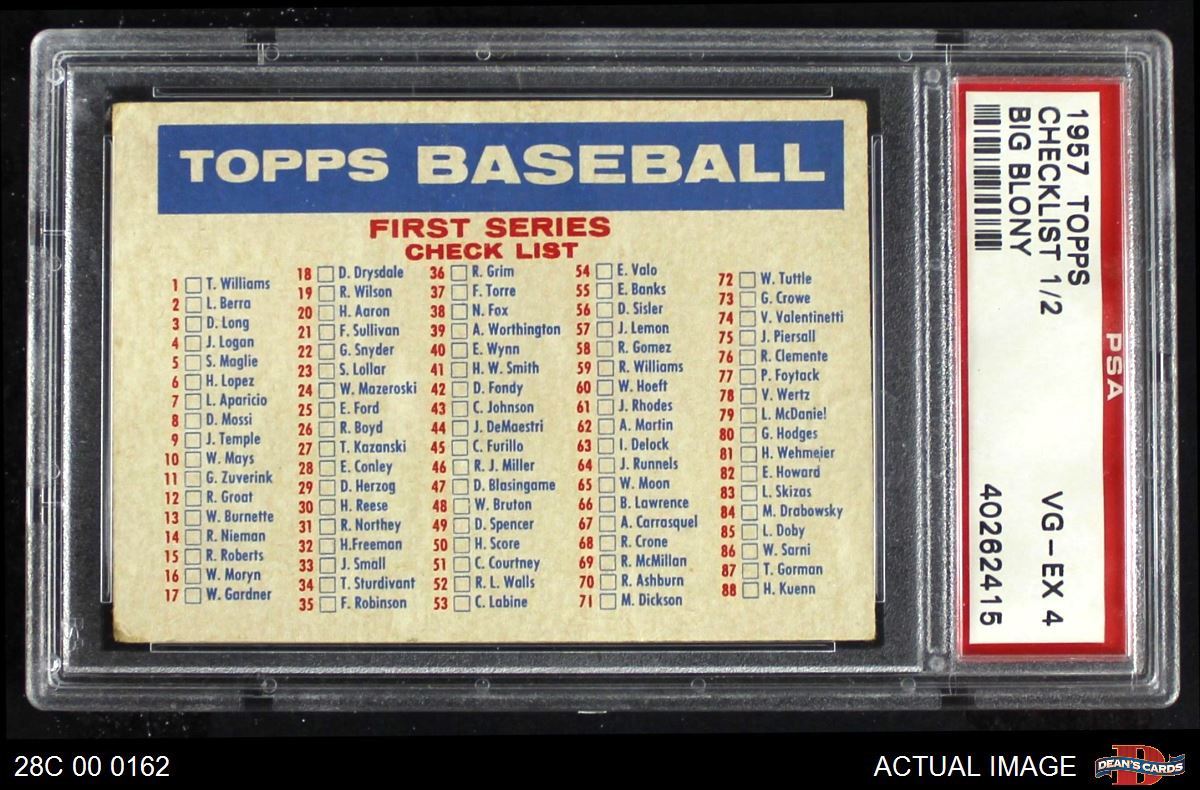 TOPPS BASEBALL
FIRST SERIES
CHECK LIST
1 T. Williams
2 L. Berra
3 D. Long
4 J. Logan
5 S. Maglie
6 H. Lopez
7 L. Aparicio
8 D. Mossi
9 J. Temple
10 W. Mays
11 G. Zuverink
12 R. Groat
13 W. Burnette
14 R. Nieman
15 R. Roberts
16 W. Moryn
17 W. Gardner
18 D. Drysdale
19 R. Wilson
20 H. Aaron
21 F. Sullivan
22 G. Snyder
23 S. Lollar
24 W. Mazeroski
25 E. Ford
26 R. Boyd
27 T. Kazanski
28 E. Conley
29 D. Herzog
30 H. Reese
31 R. Northey
32 H.Freeman
33 J. Small
34 T. Sturdivant
35 F. Robinson
36 R. Grim
37 F. Torre
38 N. Fox
39 A. Worthington
40 E. Wynn
41 H. W. Smith
42 D. Fondy
43 C. Johnson
44 J. DeMaestri
45 C. Furillo
46 R. J. Miller
47 D. Blasingame
48 W. Bruton
49 D. Spencer
50 H. Score
51 C. Courtney
52 R. L. Walls
53 C. Labine
54 E. Valo
55 E. Banks
56 D. Sisler
57 J. Lemon
58 R. Gomez
59 R. Williams
60 W. Hoeft
61 J. Rhodes
62 A. Martin
63 I. Delock
64 J. Runnels
65 W. Moon
66 B. Lawrence
67 A. Carrasquel
68 R. Crone
69 R. McMillan
70 R. Ashburn
71 M. Dickson
72 W. Tuttle
73 G. Crowe
74 V. Valentinetti
75 J. Piersall
76 R. Clemente
77 P. Foytack
78 V. Wertz
79 L. McDaniel
80 G. Hodges
81 H. Wehmeier
82 E. Howard
83 L. Skizas
84 M. Drabowsky
85 L. Doby
86 W. Sarni
87 T. Gorman
88 H. Kuenn
1957 TOPPS
CHECKLIST 1/2
BIG BLONY
PSA
VG-EX 4
40262415
28C 00 0162
ACTUAL IMAGE
D
DEAN'S CARDS